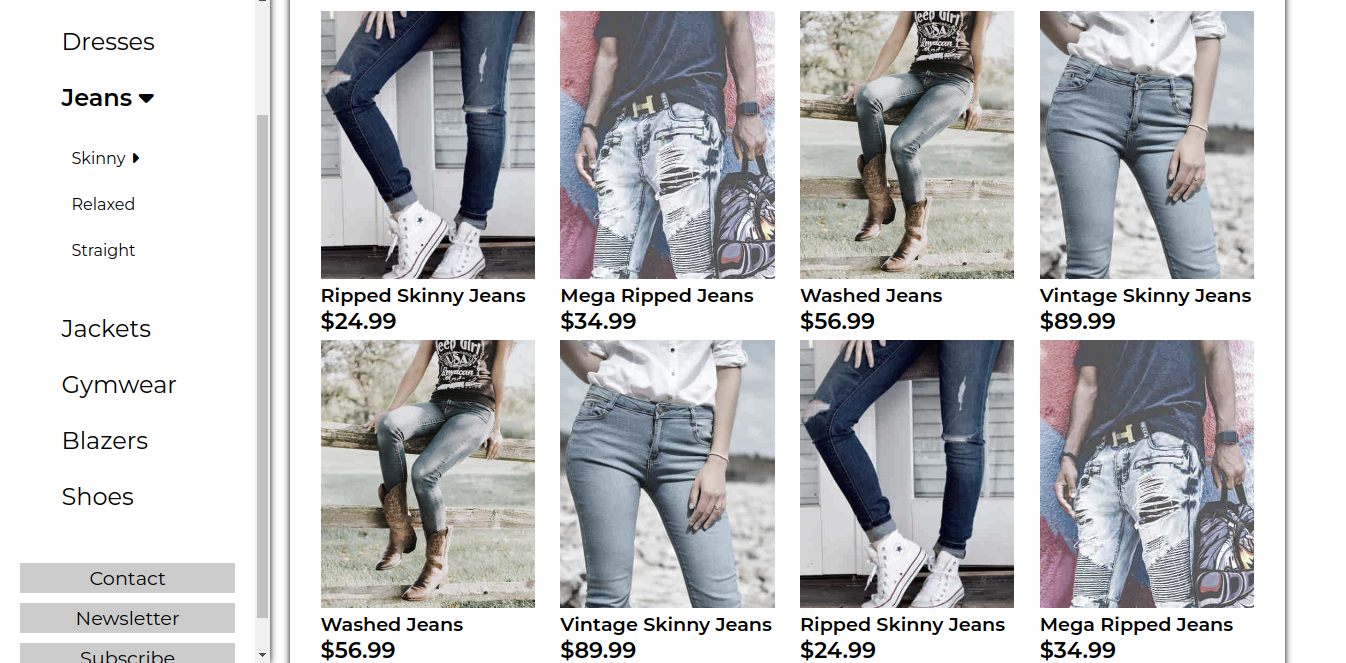 Dresses
Jeans
Skinny
Relaxed
Straight
Jackets
Gymwear
Blazers
Shoes
Contact
Newsletter
Subscribe
USA
H
Ripped Skinny Jeans
$24.99
Mega Ripped Jeans
$34.99
Washed Jeans
$56.99
Vintage Skinny Jeans
$89.99
USA
H
Washed Jeans
$56.99
Vintage Skinny Jeans
$89.99
Ripped Skinny Jeans
$24.99
Mega Ripped Jeans
$34.99